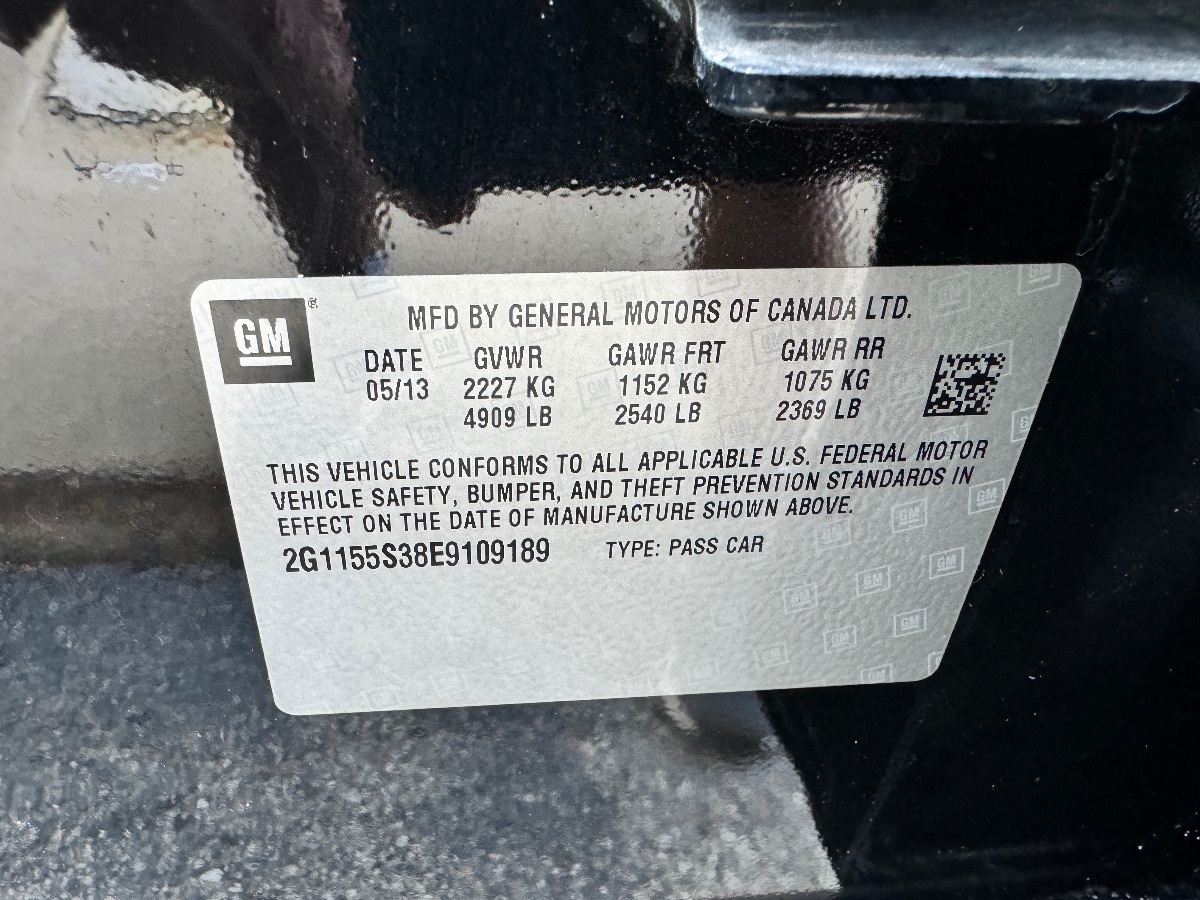 GM
®
MFD BY GENERAL MOTORS OF CANADA LTD.
DATE GVWR GAWR FRT GAWR RR
05/13 2227 KG 1152 KG 1075 KG
4909 LB 2540 LB 2369 LB
THIS VEHICLE CONFORMS TO ALL APPLICABLE U.S. FEDERAL MOTOR
VEHICLE SAFETY, BUMPER, AND THEFT PREVENTION STANDARDS IN
EFFECT ON THE DATE OF MANUFACTURE SHOWN ABOVE.
2G1155S38E9109189 TYPE: PASS CAR